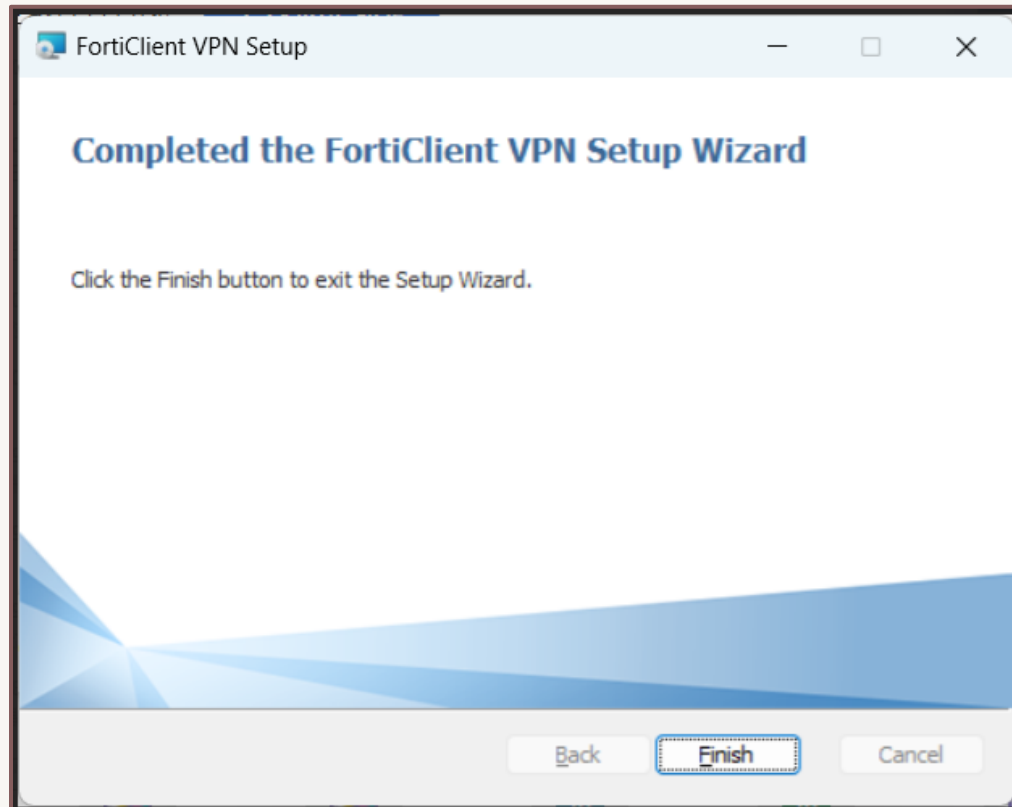 FortiClient VPN Setup
Completed the FortiClient VPN Setup Wizard
Click the Finish button to exit the Setup Wizard.
Back
Finish
Cancel